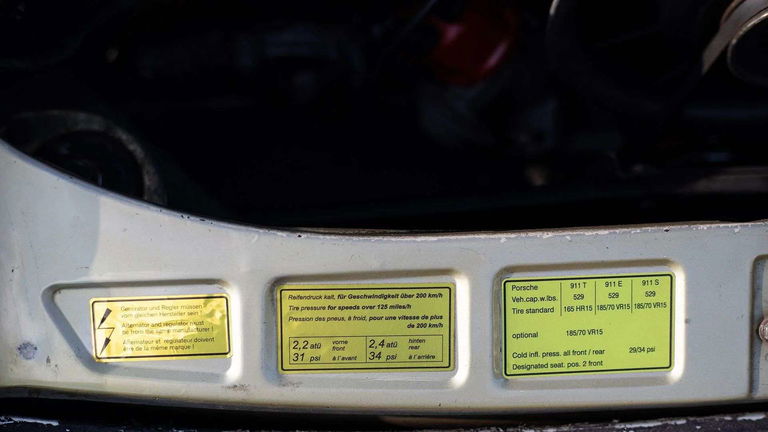 Generator und Regler müssen
vom gleichen Hersteller sein !
Alternator and regulator must
be from the same manufacturer !
Alternateur et régulateur doivent
être de la même marque !
Reifendruck kalt, für Geschwindigkeit über 200 km/h
Tire pressure for speeds over 125 miles/h
Pression des pneus, à froid, pour une vitesse de plus
de 200 km/h
2,2 atü vorne 2,4 atü hinten
front rear
31 psi à l'avant 34 psi à l'arrière
Porsche 911 T 911 E 911 S
Veh.cap.w.lbs. 529 529 529
Tire standard 165 HR15 185/70 VR15 185/70 VR15
optional 185/70 VR15
Cold infl. press. all front / rear 29/34 psi
Designated seat. pos. 2 front